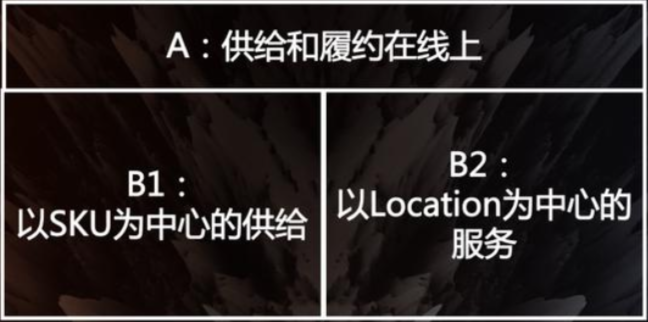 A：供给和履约在线上
B1：
以SKU为中心的供给
B2：
以Location为中心的
服务